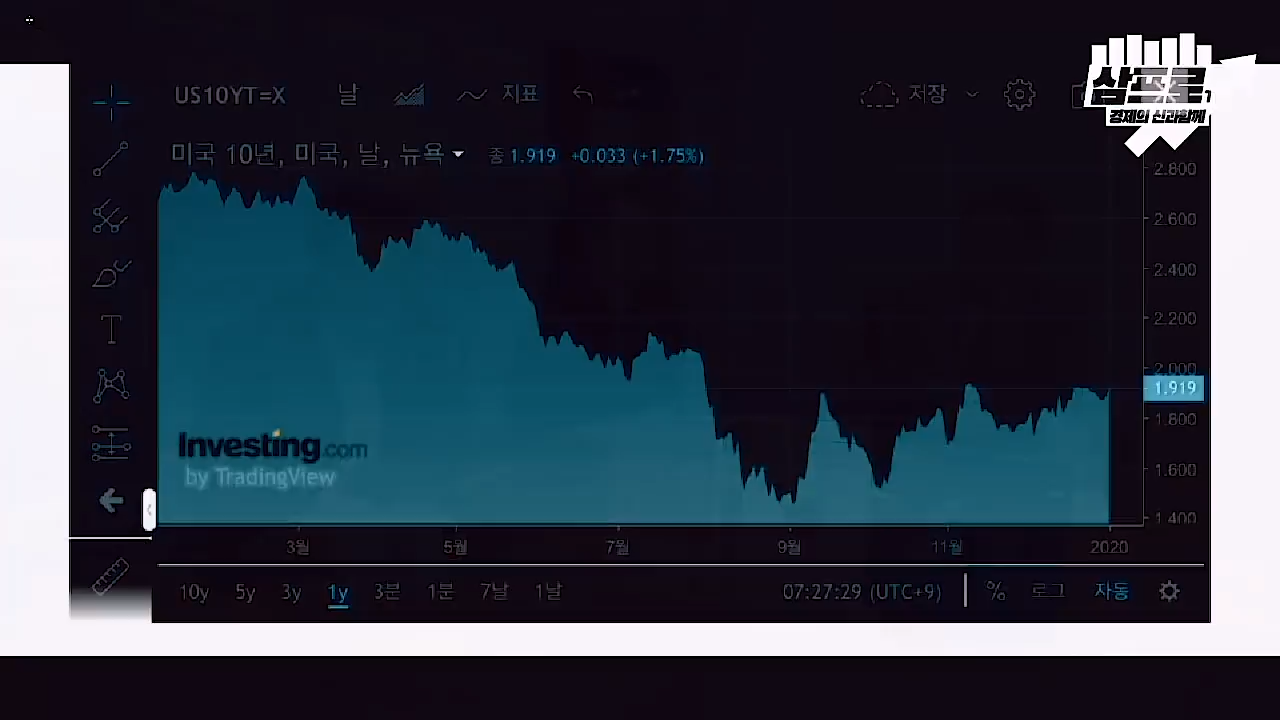 US10YT=X 날 지표 저장
삼프로
경제의 신과함께
미국 10년, 미국, 날, 뉴욕 종 1.919 +0.033 (+1.75%)
2.800
2.600
2.400
2.200
2.000
1.919
1.800
1.600
1.400
Investing.com
by TradingView
3월 5월 7월 9월 11월 2020
10y 5y 3y 1y 3분 1분 7날 1날 07:27:29 (UTC+9) % 로그 자동